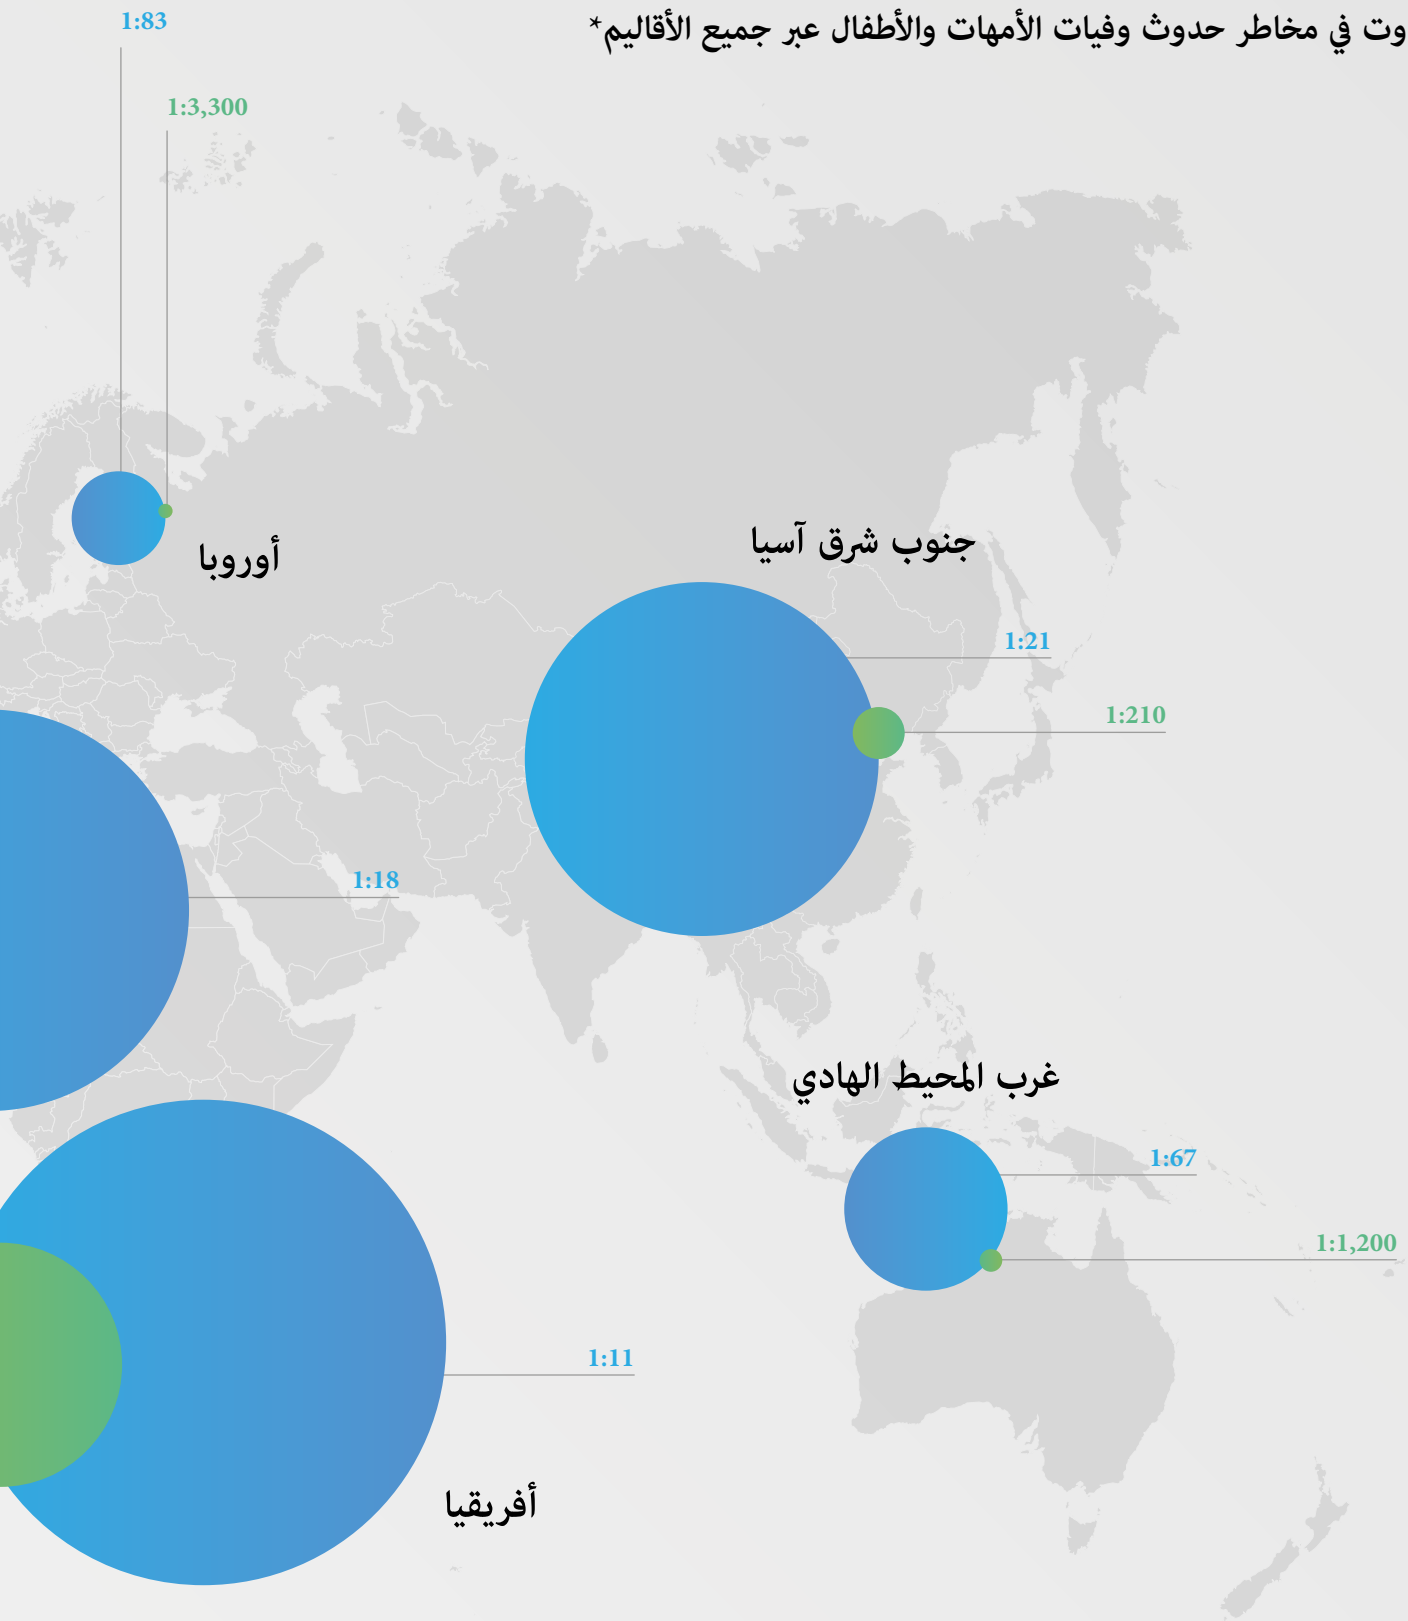 وت في مخاطر حدوث وفيات الأمهات والأطفال عبر جميع الأقاليم*
1:83
1:3,300
أوروبا
جنوب شرق آسيا
1:21
1:210
1:18
غرب المحيط الهادي
1:67
1:1,200
1:11
أفريقيا